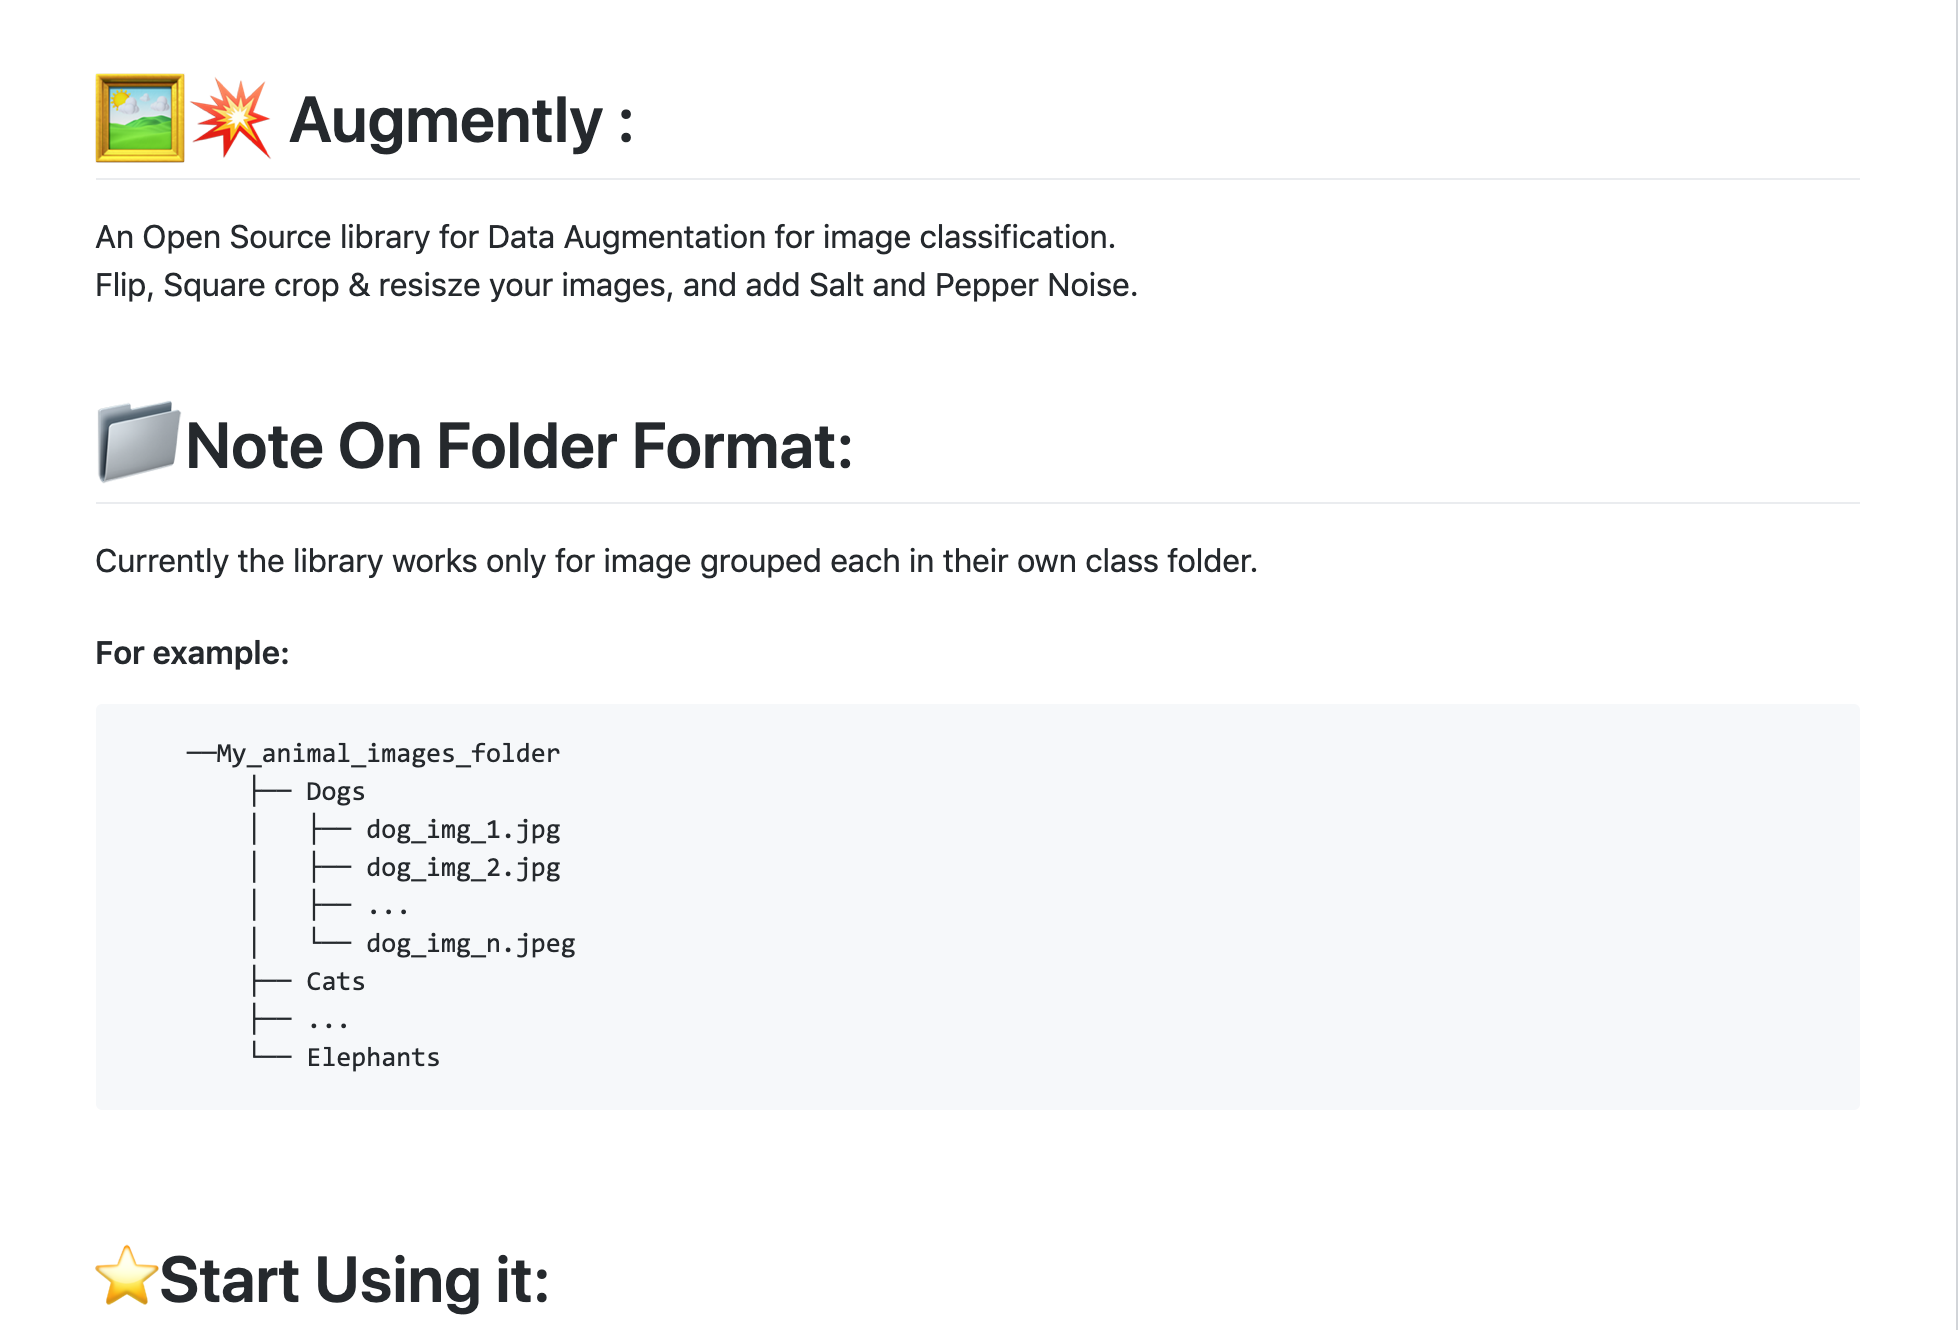 Augmently :
An Open Source library for Data Augmentation for image classification.
Flip, Square crop & resisze your images, and add Salt and Pepper Noise.
Note On Folder Format:
Currently the library works only for image grouped each in their own class folder.
For example:
──My_animal_images_folder
├── Dogs
│   ├── dog_img_1.jpg
│   ├── dog_img_2.jpg
│   ├── ...
│   └── dog_img_n.jpeg
├── Cats
├── ...
└── Elephants
Start Using it: